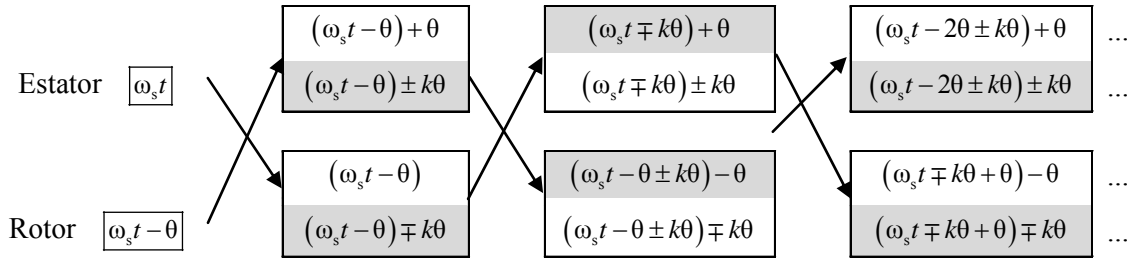 (ωₛt − θ) + θ (ωₛt ∓ kθ) + θ (ωₛt − 2θ ± kθ) + θ ...
Estator ωₛt (ωₛt − θ) ± kθ (ωₛt ∓ kθ) ± kθ (ωₛt − 2θ ± kθ) ± kθ ...
(ωₛt − θ) (ωₛt − θ ± kθ) − θ (ωₛt ∓ kθ + θ) − θ ...
Rotor ωₛt − θ (ωₛt − θ) ∓ kθ (ωₛt − θ ± kθ) ∓ kθ (ωₛt ∓ kθ + θ) ∓ kθ ...